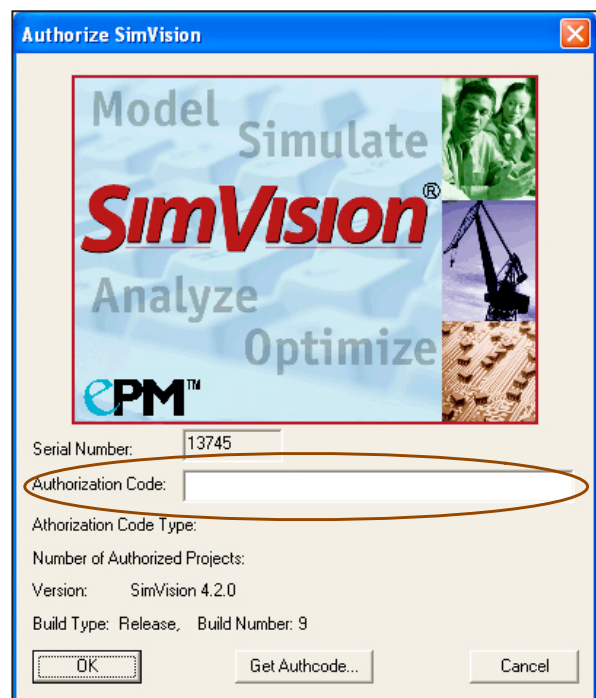 Authorize SimVision
Model
Simulate
SimVision®
Analyze
Optimize
ePM™
Serial Number: 13745
Authorization Code:
Athorization Code Type:
Number of Authorized Projects:
Version: SimVision 4.2.0
Build Type: Release, Build Number: 9
OK Get Authcode... Cancel